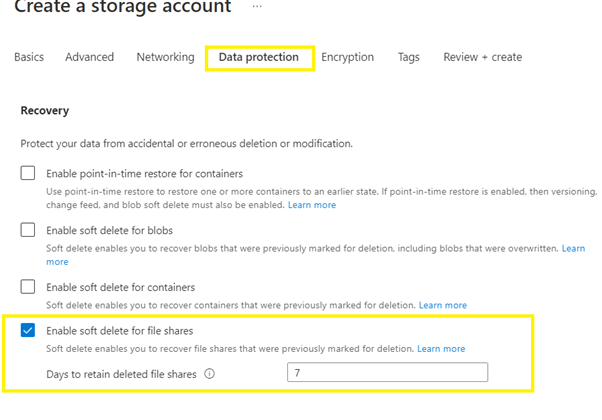 Create a storage account ...
Basics Advanced Networking Data protection Encryption Tags Review + create
Recovery
Protect your data from accidental or erroneous deletion or modification.
Enable point-in-time restore for containers
Use point-in-time restore to restore one or more containers to an earlier state. If point-in-time restore is enabled, then versioning,
change feed, and blob soft delete must also be enabled. Learn more
Enable soft delete for blobs
Soft delete enables you to recover blobs that were previously marked for deletion, including blobs that were overwritten. Learn
more
Enable soft delete for containers
Soft delete enables you to recover containers that were previously marked for deletion. Learn more
Enable soft delete for file shares
Soft delete enables you to recover file shares that were previously marked for deletion. Learn more
Days to retain deleted file shares 7